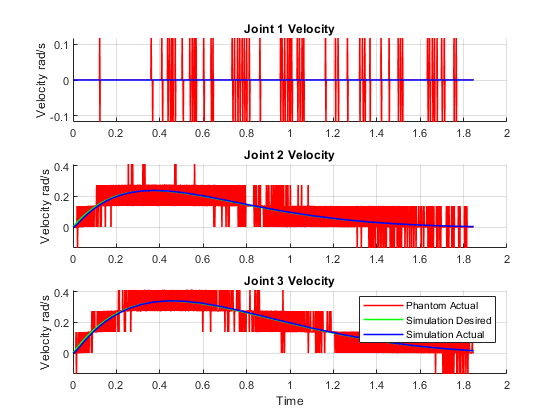 Joint 1 Velocity
Velocity rad/s
0.1
0
-0.1
0 0.2 0.4 0.6 0.8 1 1.2 1.4 1.6 1.8 2
Joint 2 Velocity
Velocity rad/s
0.4
0.2
0
0 0.2 0.4 0.6 0.8 1 1.2 1.4 1.6 1.8 2
Joint 3 Velocity
Velocity rad/s
0.4
0.2
0
Phantom Actual
Simulation Desired
Simulation Actual
0 0.2 0.4 0.6 0.8 1 1.2 1.4 1.6 1.8 2
Time